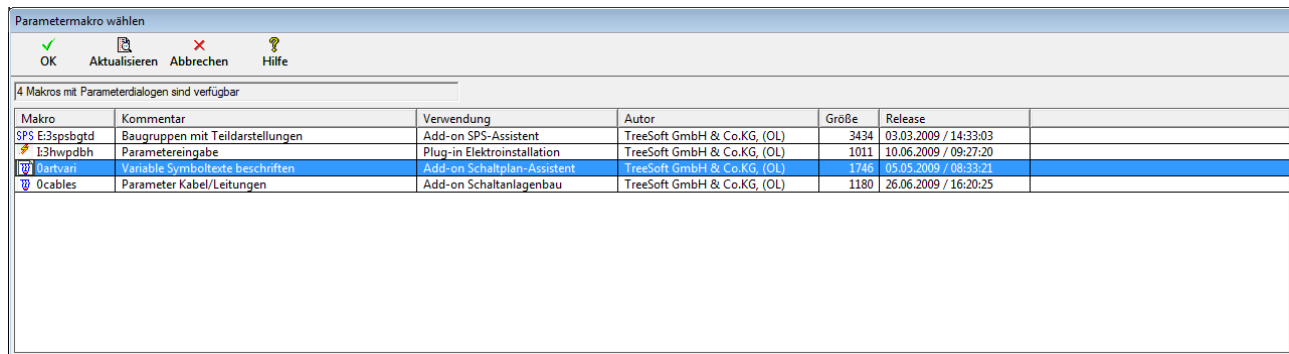 Parametermakro wählen
OK Aktualisieren Abbrechen Hilfe
4 Makros mit Parameterdialogen sind verfügbar
Makro Kommentar Verwendung Autor Größe Release
SPS E:3spsbgtd Baugruppen mit Teildarstellungen Add-on SPS-Assistent TreeSoft GmbH & Co.KG, (OL) 3434 03.03.2009 / 14:33:03
I:3hwpdbh Parametereingabe Plug-in Elektroinstallation TreeSoft GmbH & Co.KG, (OL) 1011 10.06.2009 / 09:27:20
0artvari Variable Symboltexte beschriften Add-on Schaltplan-Assistent TreeSoft GmbH & Co.KG, (OL) 1746 05.05.2009 / 08:33:21
0cables Parameter Kabel/Leitungen Add-on Schaltanlagenbau TreeSoft GmbH & Co.KG, (OL) 1180 26.06.2009 / 16:20:25